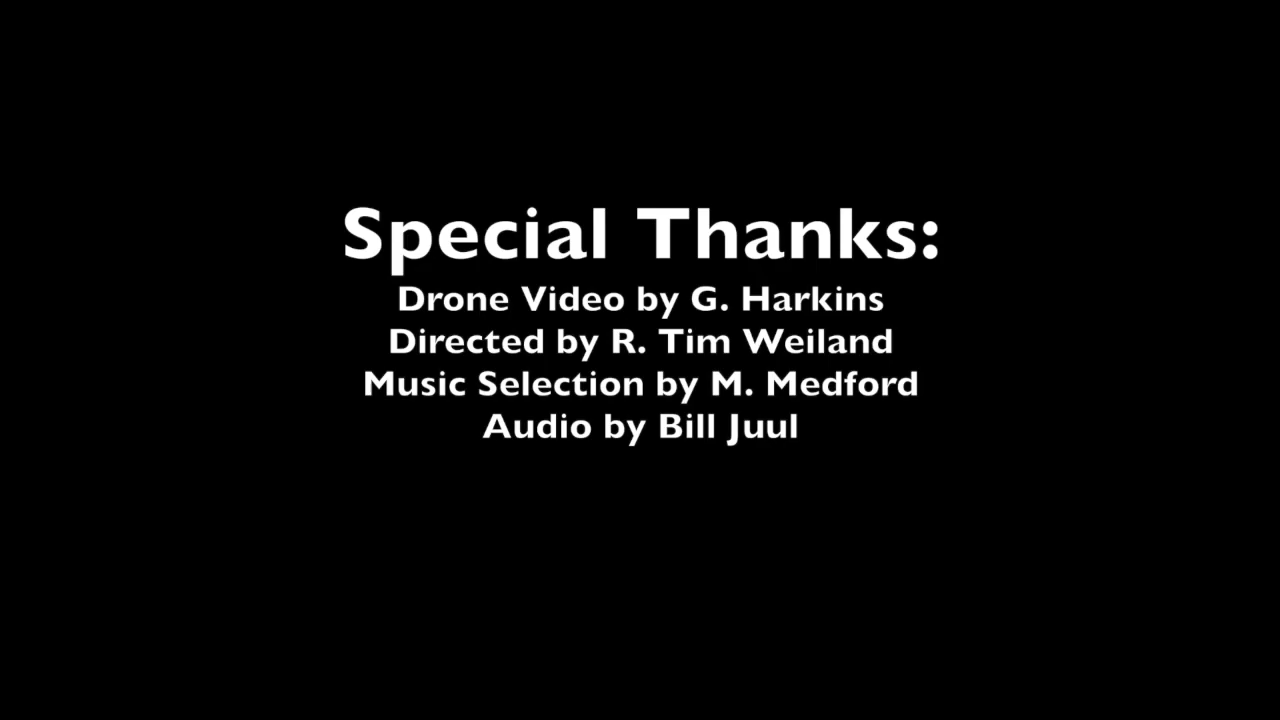 Special Thanks:
Drone Video by G. Harkins
Directed by R. Tim Weiland
Music Selection by M. Medford
Audio by Bill Juul